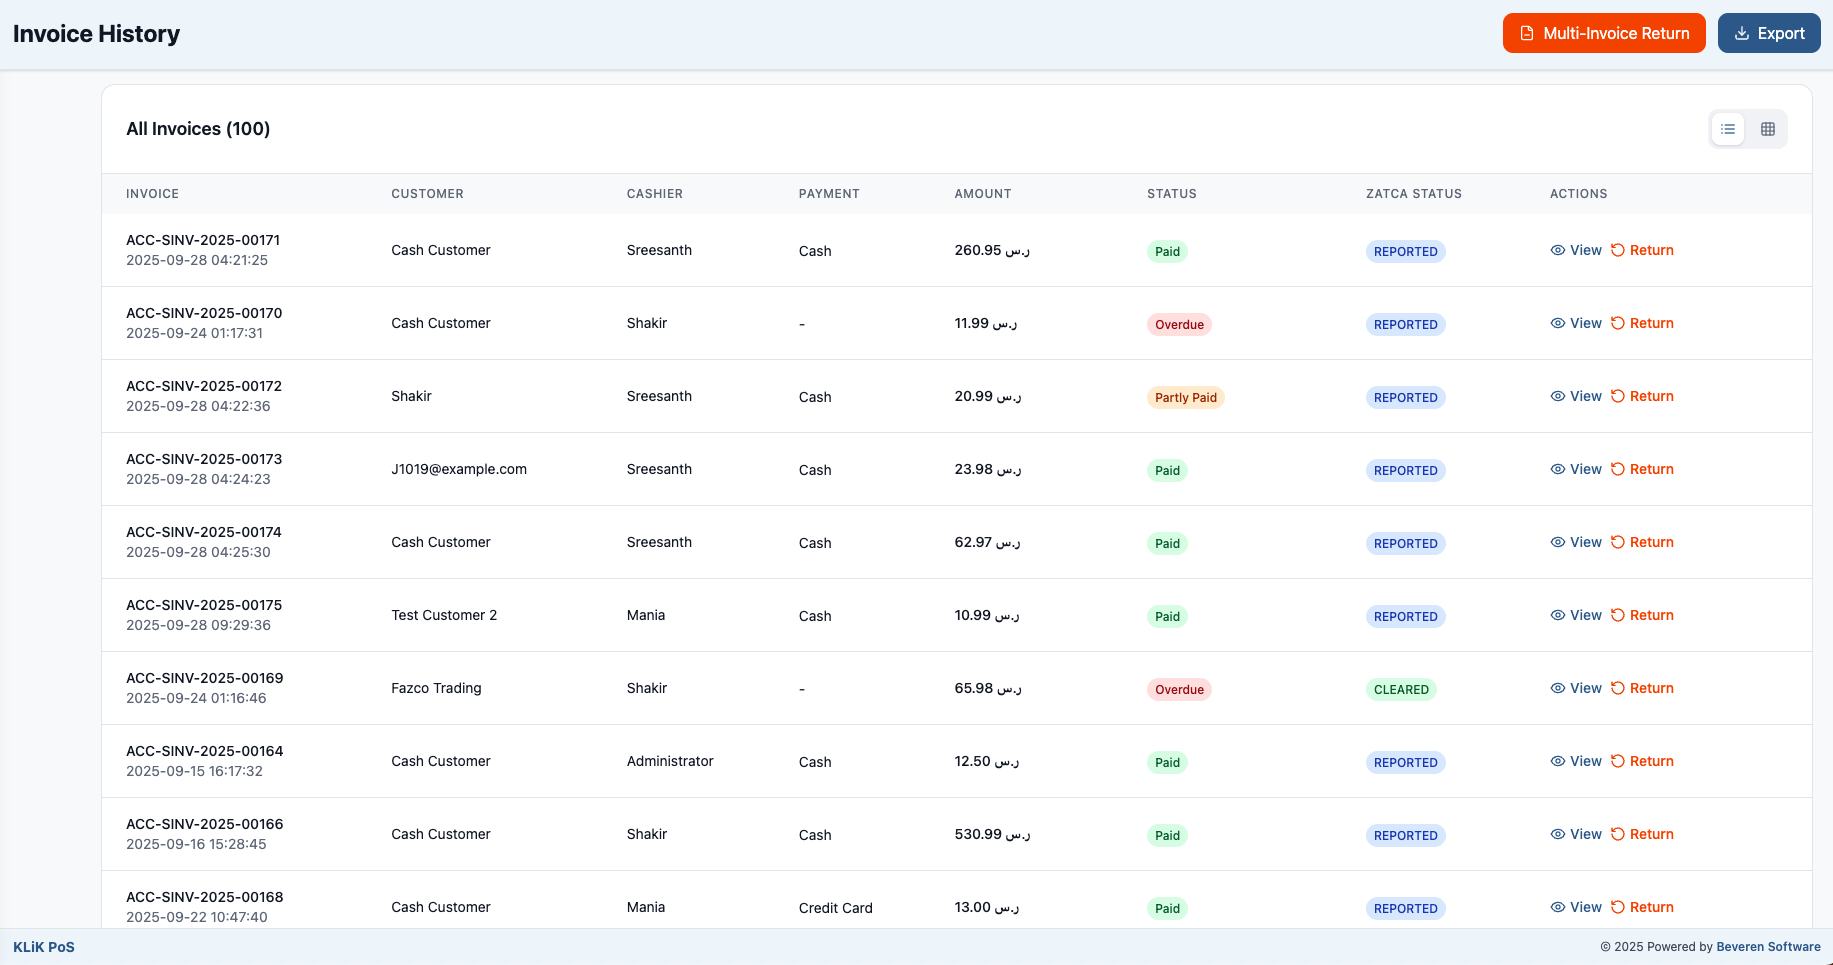 Invoice History
Multi-Invoice Return
Export
All Invoices (100)
INVOICE CUSTOMER CASHIER PAYMENT AMOUNT STATUS ZATCA STATUS ACTIONS
ACC-SINV-2025-00171
2025-09-28 04:21:25
Cash Customer Sreesanth Cash 260.95 ر.س Paid REPORTED View Return
ACC-SINV-2025-00170
2025-09-24 01:17:31
Cash Customer Shakir - 11.99 ر.س Overdue REPORTED View Return
ACC-SINV-2025-00172
2025-09-28 04:22:36
Shakir Sreesanth Cash 20.99 ر.س Partly Paid REPORTED View Return
ACC-SINV-2025-00173
2025-09-28 04:24:23
J1019@example.com Sreesanth Cash 23.98 ر.س Paid REPORTED View Return
ACC-SINV-2025-00174
2025-09-28 04:25:30
Cash Customer Sreesanth Cash 62.97 ر.س Paid REPORTED View Return
ACC-SINV-2025-00175
2025-09-28 09:29:36
Test Customer 2 Mania Cash 10.99 ر.س Paid REPORTED View Return
ACC-SINV-2025-00169
2025-09-24 01:16:46
Fazco Trading Shakir - 65.98 ر.س Overdue CLEARED View Return
ACC-SINV-2025-00164
2025-09-15 16:17:32
Cash Customer Administrator Cash 12.50 ر.س Paid REPORTED View Return
ACC-SINV-2025-00166
2025-09-16 15:28:45
Cash Customer Shakir Cash 530.99 ر.س Paid REPORTED View Return
ACC-SINV-2025-00168
2025-09-22 10:47:40
Cash Customer Mania Credit Card 13.00 ر.س Paid REPORTED View Return
KLiK PoS
© 2025 Powered by Beveren Software